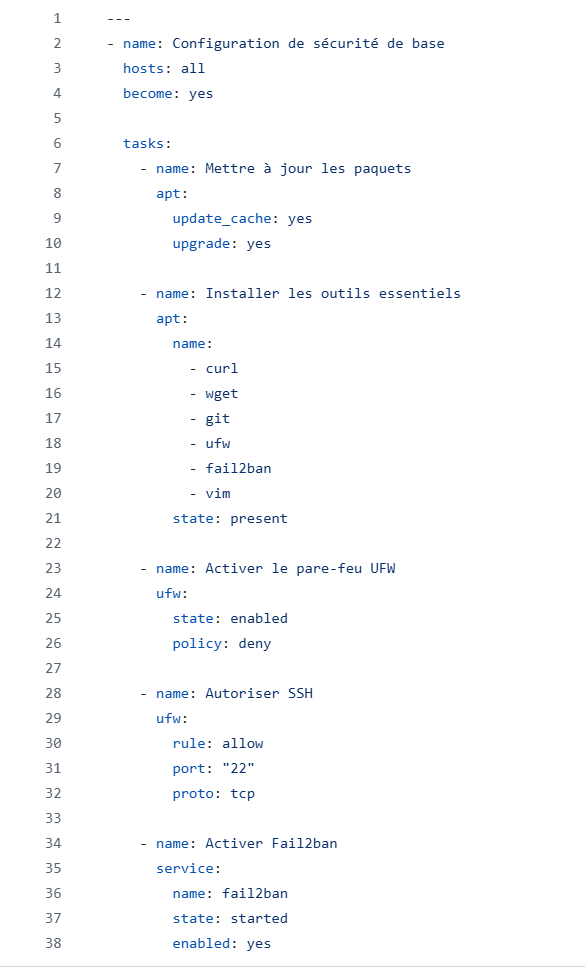 1 ---
2 - name: Configuration de sécurité de base
3   hosts: all
4   become: yes
5
6   tasks:
7     - name: Mettre à jour les paquets
8       apt:
9         update_cache: yes
10         upgrade: yes
11
12     - name: Installer les outils essentiels
13       apt:
14         name:
15           - curl
16           - wget
17           - git
18           - ufw
19           - fail2ban
20           - vim
21         state: present
22
23     - name: Activer le pare-feu UFW
24       ufw:
25         state: enabled
26         policy: deny
27
28     - name: Autoriser SSH
29       ufw:
30         rule: allow
31         port: "22"
32         proto: tcp
33
34     - name: Activer Fail2ban
35       service:
36         name: fail2ban
37         state: started
38         enabled: yes